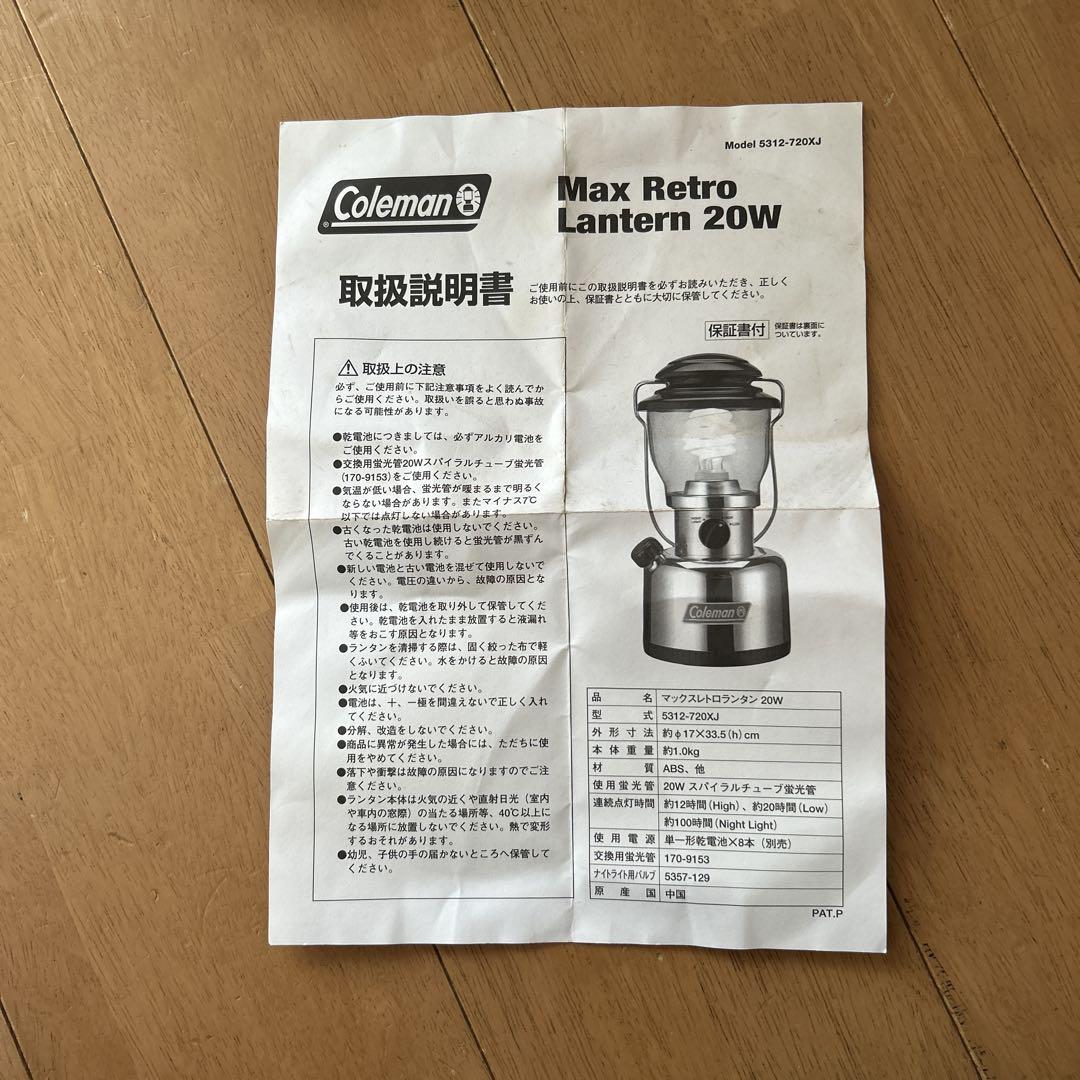 Model 5312-720XJ
Coleman
Max Retro
Lantern 20W
取扱説明書
ご使用前にこの取扱説明書を必ずお読みいただき、正しく
お使いの上、保証書とともに大切に保管してください。
保証書付
保証書は裏面に
ついています。
取扱上の注意
必ず、ご使用前に下記注意事項をよく読んでか
らご使用ください。取扱いを誤ると思わぬ事故
になる可能性があります。
●乾電池につきましては、必ずアルカリ電池を
ご使用ください。
●交換用蛍光管20Wスパイラルチューブ蛍光管
(170-9153)をご使用ください。
●気温が低い場合、蛍光管が暖まるまで明るく
ならない場合があります。またマイナス7℃
以下では点灯しない場合があります。
●古くなった乾電池は使用しないでください。
古い乾電池を使用し続けると蛍光管が黒ずん
でくることがあります。
●新しい電池と古い電池を混ぜて使用しないで
ください。電圧の違いから、故障の原因とな
ります。
●使用後は、乾電池を取り外して保管してくだ
さい。乾電池を入れたまま放置すると液漏れ
等をおこす原因となります。
●ランタンを清掃する際は、固く絞った布で軽
くふいてください。水をかけると故障の原因
となります。
●火気に近づけないでください。
●電池は、十、一極を間違えないで正しく入れ
てください。
●分解、改造をしないでください。
●商品に異常が発生した場合には、ただちに使
用をやめてください。
●落下や衝撃は故障の原因になりますのでご注
意ください。
●ランタン本体は火気の近くや直射日光（室内
や車内の窓際）の当たる場所等、40℃以上に
なる場所に放置しないでください。熱で変形
するおそれがあります。
●幼児、子供の手の届かないところへ保管して
ください。
Coleman
品名 マックスレトロランタン 20W
型式 5312-720XJ
外形寸法 約φ17×33.5(h)cm
本体重量 約1.0kg
材質 ABS、他
使用蛍光管 20W スパイラルチューブ蛍光管
連続点灯時間 約12時間(High)、約20時間(Low)
約100時間(Night Light)
使用電源 単一形乾電池×8本（別売）
交換用蛍光管 170-9153
ナイトライト用バルブ 5357-129
原産国 中国
PAT.P